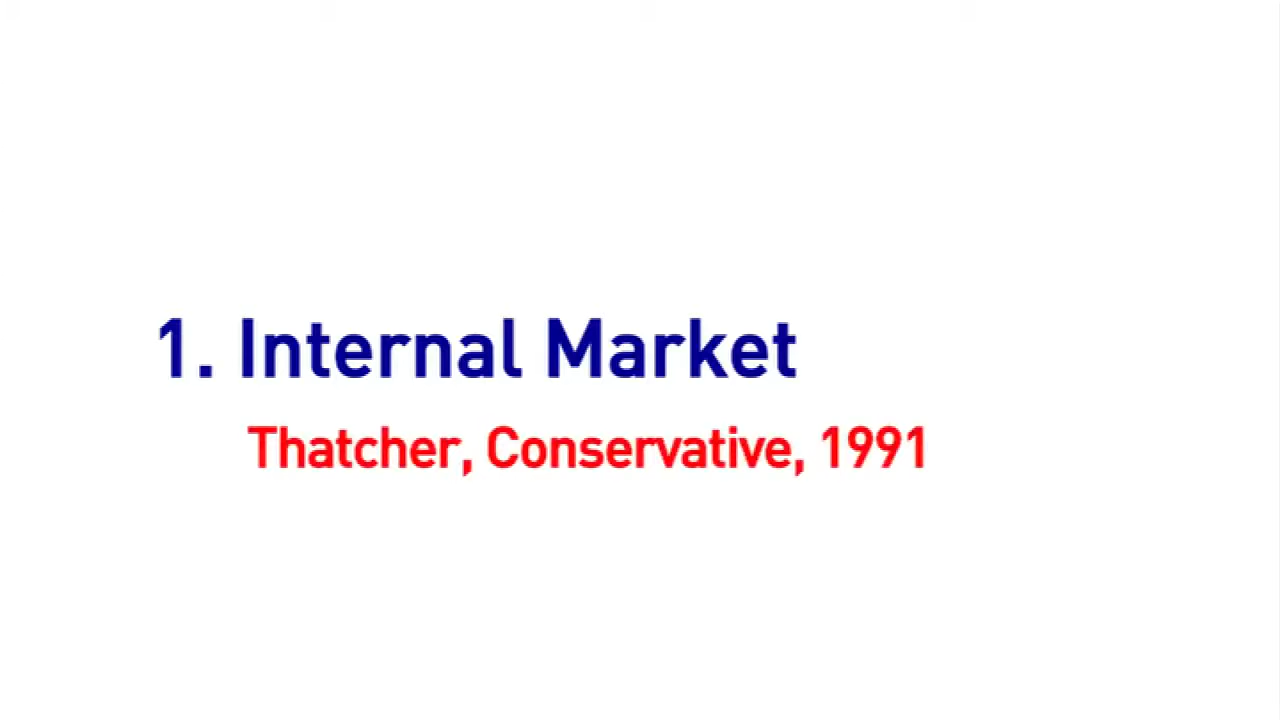 1. Internal Market
Thatcher, Conservative, 1991